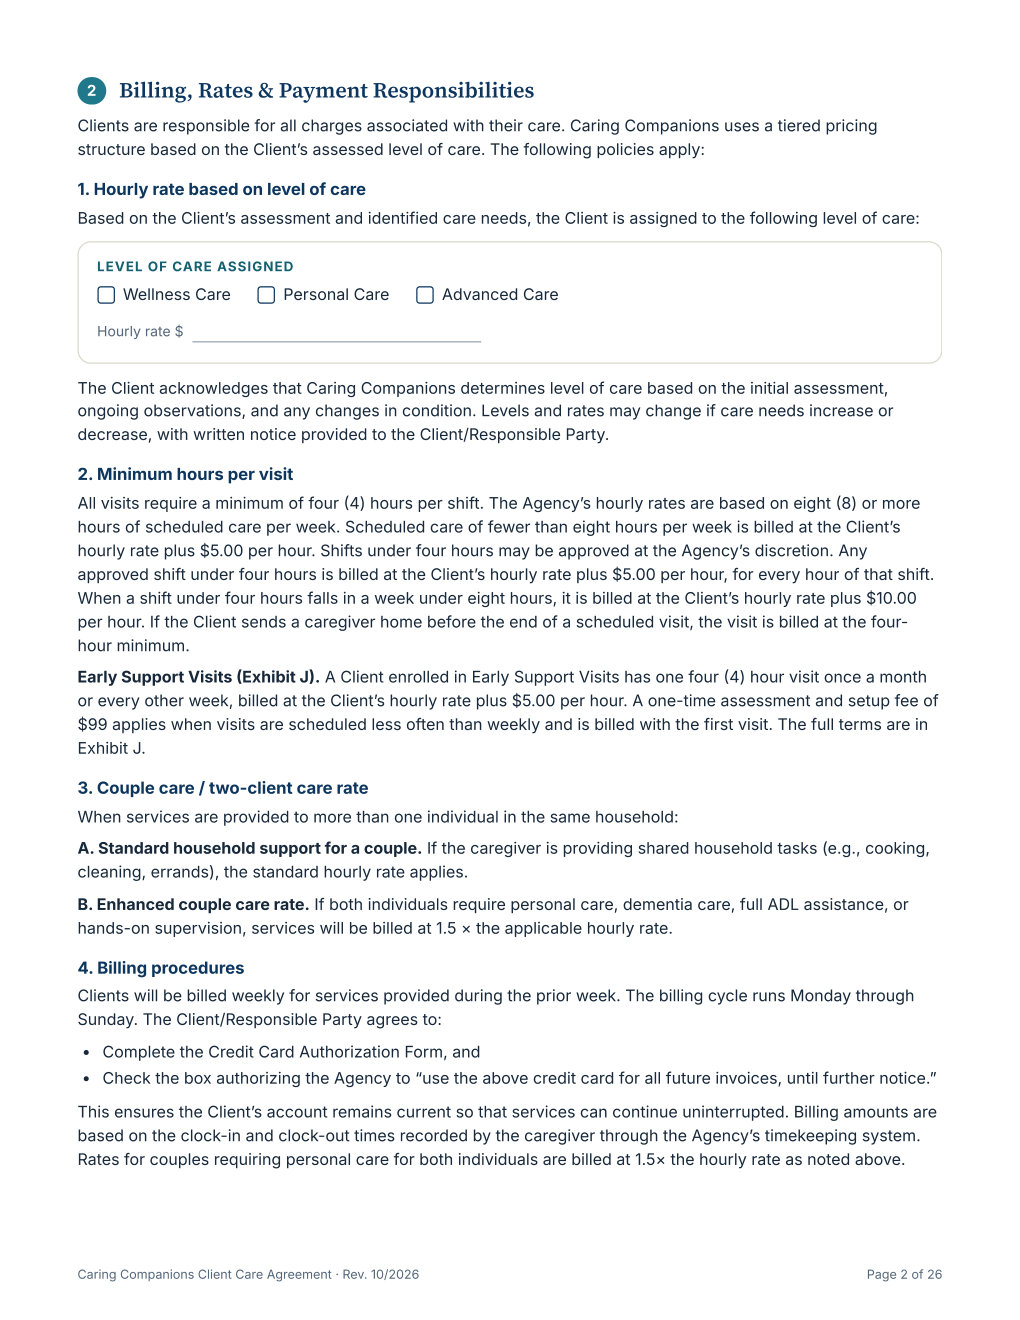 2 Billing, Rates & Payment Responsibilities
Clients are responsible for all charges associated with their care. Caring Companions uses a tiered pricing
structure based on the Client’s assessed level of care. The following policies apply:
1. Hourly rate based on level of care
Based on the Client’s assessment and identified care needs, the Client is assigned to the following level of care:
LEVEL OF CARE ASSIGNED
Wellness Care Personal Care Advanced Care
Hourly rate $
The Client acknowledges that Caring Companions determines level of care based on the initial assessment,
ongoing observations, and any changes in condition. Levels and rates may change if care needs increase or
decrease, with written notice provided to the Client/Responsible Party.
2. Minimum hours per visit
All visits require a minimum of four (4) hours per shift. The Agency’s hourly rates are based on eight (8) or more
hours of scheduled care per week. Scheduled care of fewer than eight hours per week is billed at the Client’s
hourly rate plus $5.00 per hour. Shifts under four hours may be approved at the Agency’s discretion. Any
approved shift under four hours is billed at the Client’s hourly rate plus $5.00 per hour, for every hour of that shift.
When a shift under four hours falls in a week under eight hours, it is billed at the Client’s hourly rate plus $10.00
per hour. If the Client sends a caregiver home before the end of a scheduled visit, the visit is billed at the four-
hour minimum.
Early Support Visits (Exhibit J). A Client enrolled in Early Support Visits has one four (4) hour visit once a month
or every other week, billed at the Client’s hourly rate plus $5.00 per hour. A one-time assessment and setup fee of
$99 applies when visits are scheduled less often than weekly and is billed with the first visit. The full terms are in
Exhibit J.
3. Couple care / two-client care rate
When services are provided to more than one individual in the same household:
A. Standard household support for a couple. If the caregiver is providing shared household tasks (e.g., cooking,
cleaning, errands), the standard hourly rate applies.
B. Enhanced couple care rate. If both individuals require personal care, dementia care, full ADL assistance, or
hands-on supervision, services will be billed at 1.5 × the applicable hourly rate.
4. Billing procedures
Clients will be billed weekly for services provided during the prior week. The billing cycle runs Monday through
Sunday. The Client/Responsible Party agrees to:
• Complete the Credit Card Authorization Form, and
• Check the box authorizing the Agency to “use the above credit card for all future invoices, until further notice.”
This ensures the Client’s account remains current so that services can continue uninterrupted. Billing amounts are
based on the clock-in and clock-out times recorded by the caregiver through the Agency’s timekeeping system.
Rates for couples requiring personal care for both individuals are billed at 1.5× the hourly rate as noted above.
Caring Companions Client Care Agreement · Rev. 10/2026 Page 2 of 26